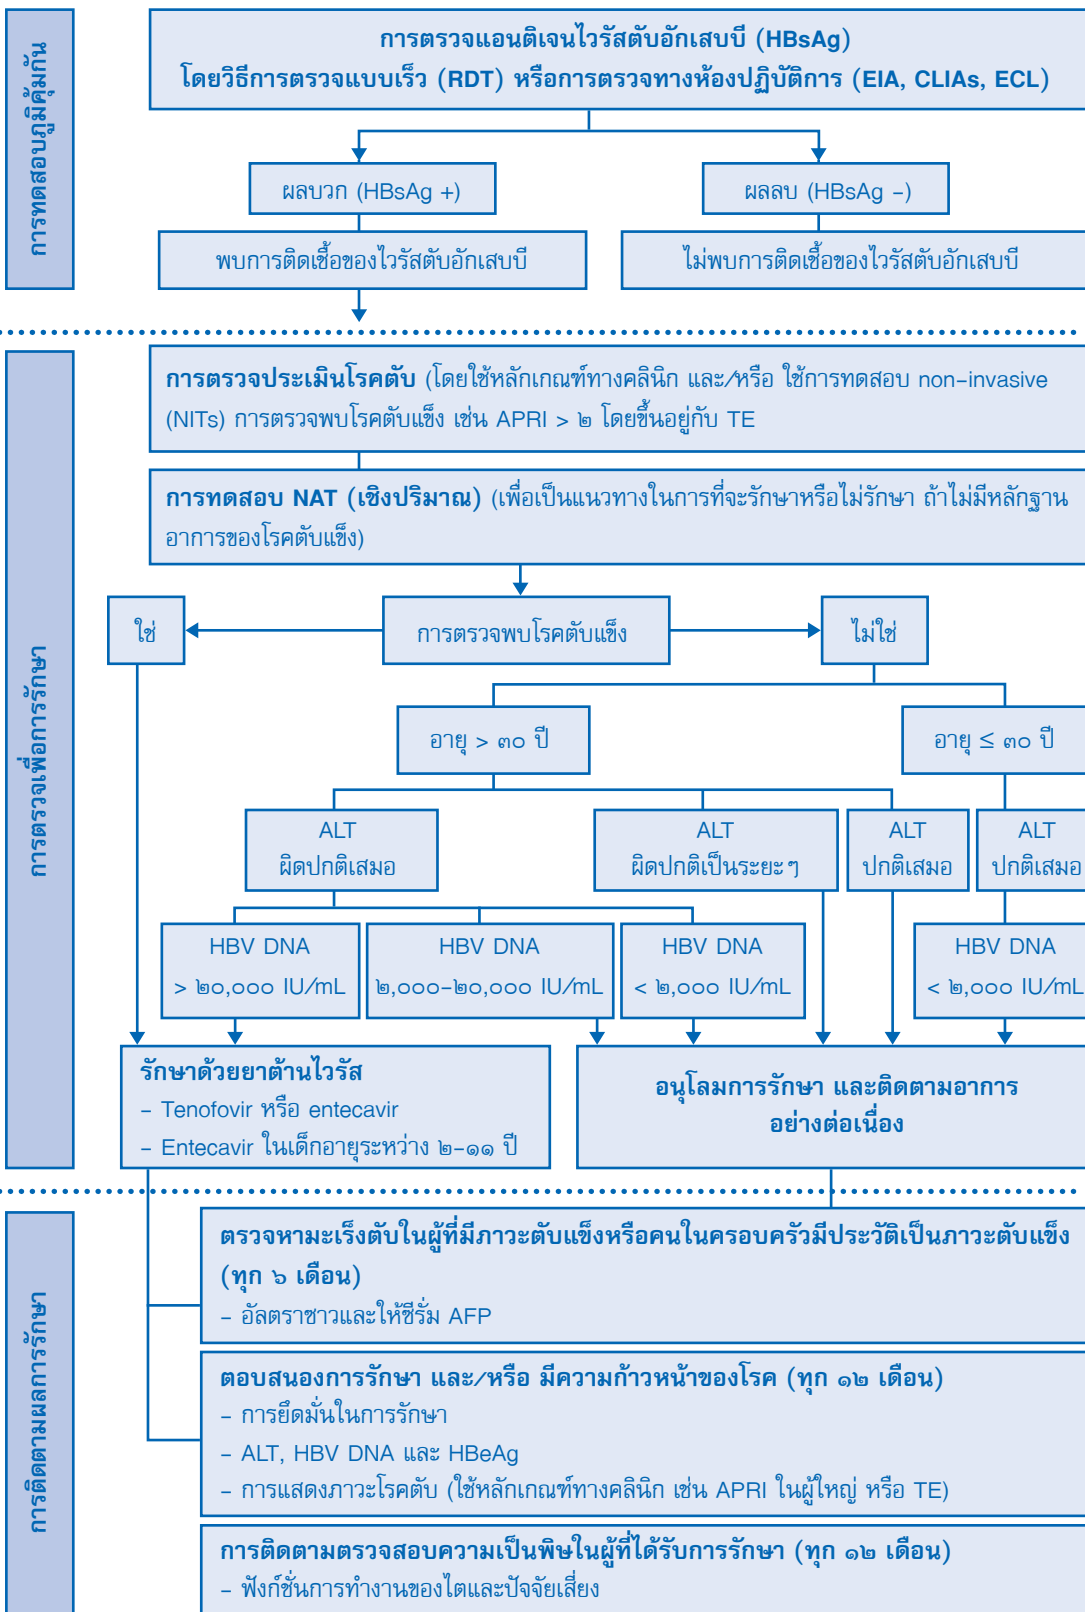 การทดสอบภูมิคุ้มกัน
การตรวจแอนติเจนไวรัสตับอักเสบบี (HBsAg)
โดยวิธีการตรวจแบบเร็ว (RDT) หรือการตรวจทางห้องปฏิบัติการ (EIA, CLIAs, ECL)
ผลบวก (HBsAg +)
ผลลบ (HBsAg -)
พบการติดเชื้อของไวรัสตับอักเสบบี
ไม่พบการติดเชื้อของไวรัสตับอักเสบบี
การตรวจเพื่อการรักษา
การตรวจประเมินโรคตับ (โดยใช้หลักเกณฑ์ทางคลินิก และ/หรือ ใช้การทดสอบ non-invasive
(NITs) การตรวจพบโรคตับแข็ง เช่น APRI > ๒ โดยขึ้นอยู่กับ TE
การทดสอบ NAT (เชิงปริมาณ) (เพื่อเป็นแนวทางในการที่จะรักษาหรือไม่รักษา ถ้าไม่มีหลักฐาน
อาการของโรคตับแข็ง)
ใช่
การตรวจพบโรคตับแข็ง
ไม่ใช่
อายุ > ๓๐ ปี
อายุ ≤ ๓๐ ปี
ALT
ผิดปกติเสมอ
ALT
ผิดปกติเป็นระยะๆ
ALT
ปกติเสมอ
ALT
ปกติเสมอ
HBV DNA
> ๒๐,๐๐๐ IU/mL
HBV DNA
๒,๐๐๐-๒๐,๐๐๐ IU/mL
HBV DNA
< ๒,๐๐๐ IU/mL
HBV DNA
< ๒,๐๐๐ IU/mL
รักษาด้วยยาต้านไวรัส
- Tenofovir หรือ entecavir
- Entecavir ในเด็กอายุระหว่าง ๒-๑๑ ปี
อนุโลมการรักษา และติดตามอาการ
อย่างต่อเนื่อง
การติดตามผลการรักษา
ตรวจหามะเร็งตับในผู้ที่มีภาวะตับแข็งหรือคนในครอบครัวมีประวัติเป็นภาวะตับแข็ง
(ทุก ๖ เดือน)
- อัลตราซาวและให้ซีรั่ม AFP
ตอบสนองการรักษา และ/หรือ มีความก้าวหน้าของโรค (ทุก ๑๒ เดือน)
- การยึดมั่นในการรักษา
- ALT, HBV DNA และ HBeAg
- การแสดงภาวะโรคตับ (ใช้หลักเกณฑ์ทางคลินิก เช่น APRI ในผู้ใหญ่ หรือ TE)
การติดตามตรวจสอบความเป็นพิษในผู้ที่ได้รับการรักษา (ทุก ๑๒ เดือน)
- ฟังก์ชั่นการทำงานของไตและปัจจัยเสี่ยง